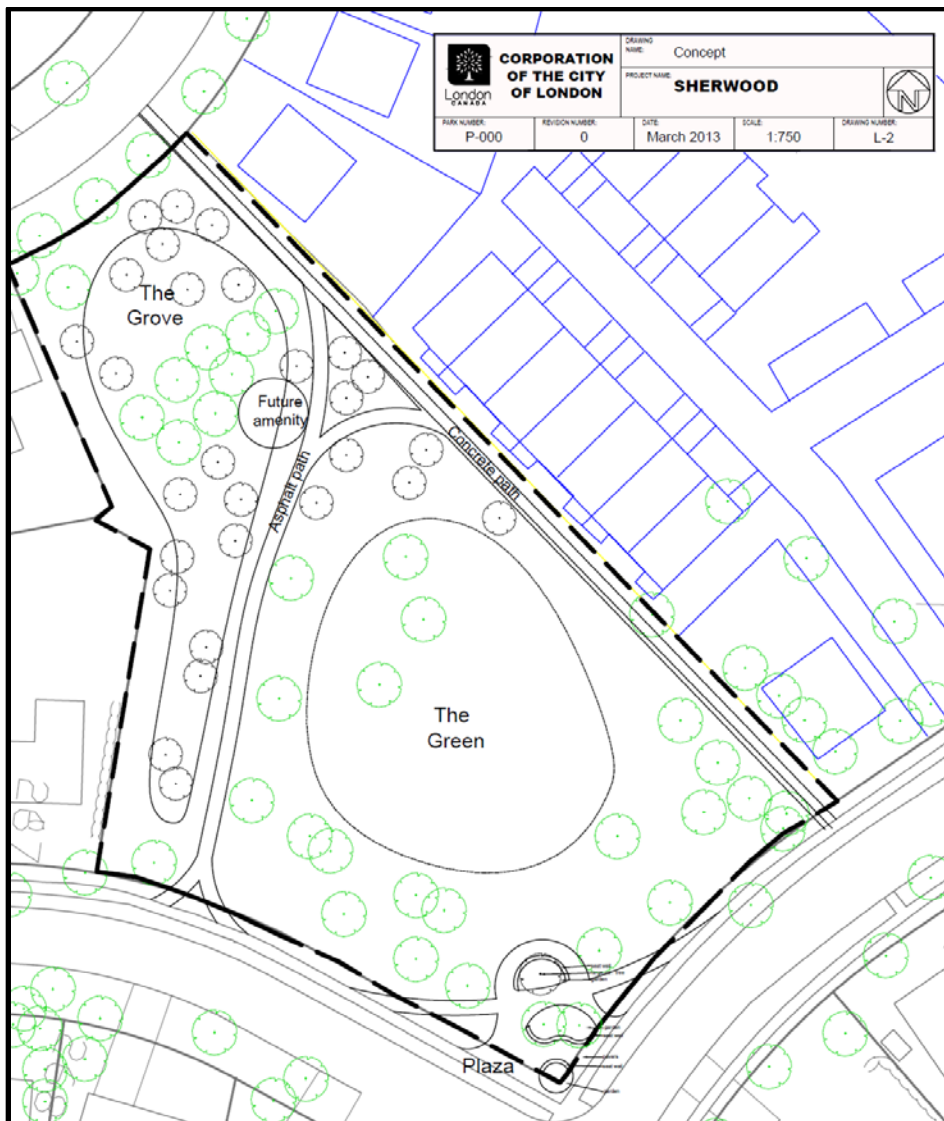 London
CANADA
CORPORATION
OF THE CITY
OF LONDON
DRAWING
NAME:
Concept
PROJECT NAME:
SHERWOOD
N
PARK NUMBER:
P-000
REVISION NUMBER:
0
DATE:
March 2013
SCALE:
1:750
DRAWING NUMBER:
L-2
The
Grove
Future
amenity
Asphalt path
Concrete path
The
Green
Plaza